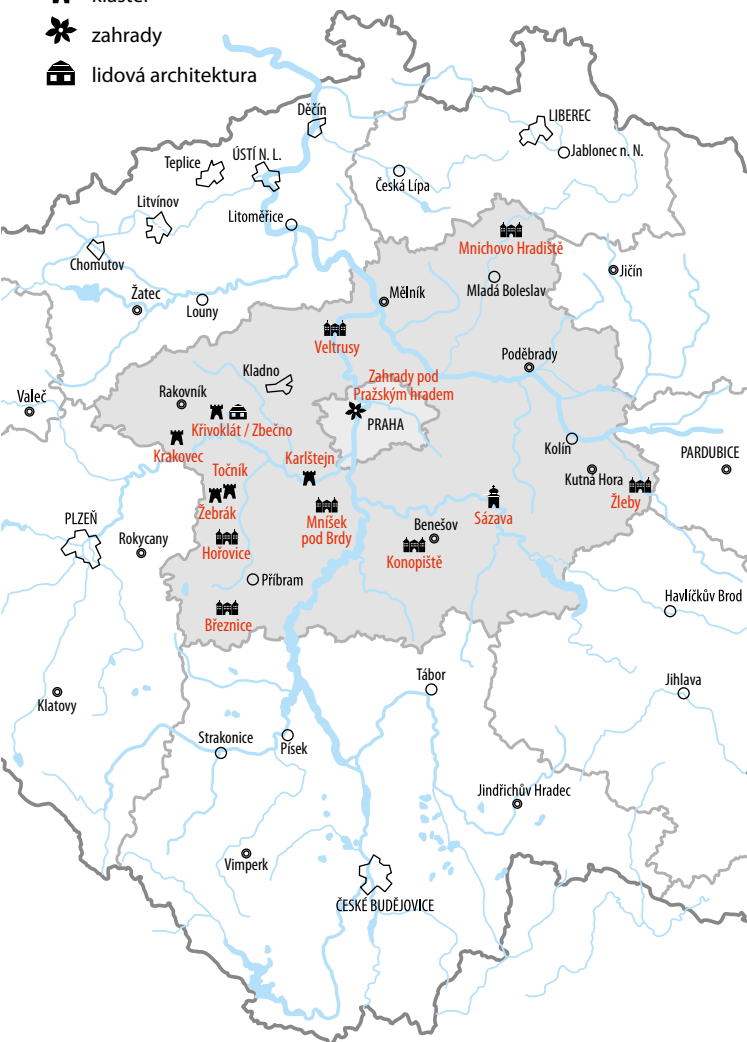 klášter
zahrady
lidová architektura
Děčín
LIBEREC
Jablonec n. N.
Teplice
ÚSTÍ N. L.
Česká Lípa
Litvínov
Litoměřice
Mnichovo Hradiště
Chomutov
Jičín
Mladá Boleslav
Žatec
Louny
Mělník
Veltrusy
Poděbrady
Kladno
Zahrady pod
Pražským hradem
Valeč
Rakovník
PRAHA
Křivoklát / Zbečno
Krakovec
Kolín
Karlštejn
Točník
Kutná Hora
PARDUBICE
Žleby
Žebrák
Mníšek
pod Brdy
Sázava
PLZEŇ
Rokycany
Hořovice
Benešov
Konopiště
Příbram
Havlíčkův Brod
Březnice
Tábor
Jihlava
Klatovy
Strakonice
Písek
Jindřichův Hradec
Vimperk
ČESKÉ BUDĚJOVICE